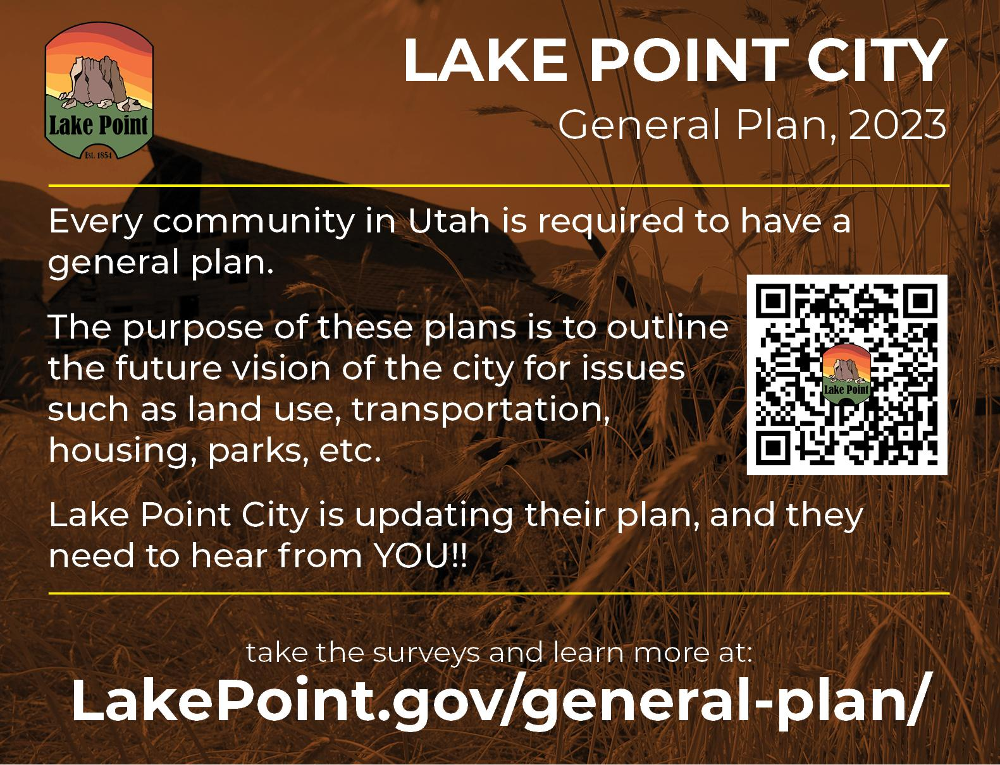 Lake Point
Est. 1854
LAKE POINT CITY
General Plan, 2023
Every community in Utah is required to have a
general plan.
The purpose of these plans is to outline
the future vision of the city for issues
such as land use, transportation,
housing, parks, etc.
Lake Point
Lake Point City is updating their plan, and they
need to hear from YOU!!
take the surveys and learn more at:
LakePoint.gov/general-plan/